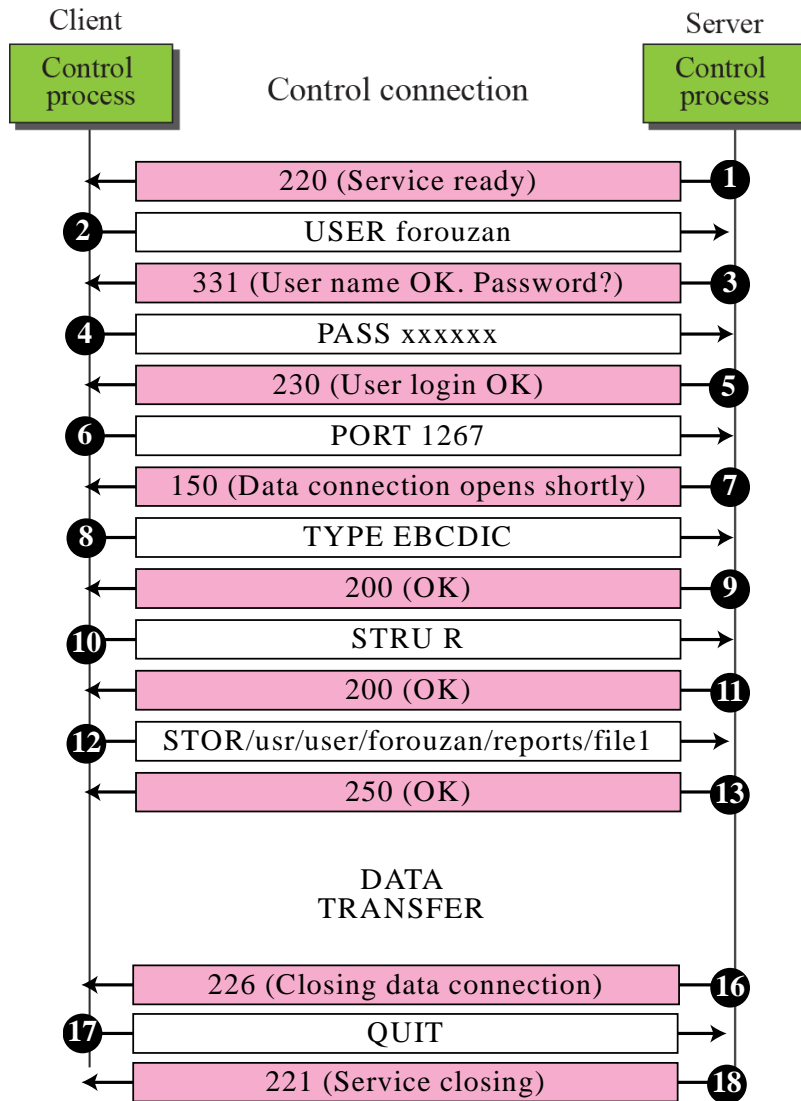 Client
Server
Control
process
Control connection
Control
process
220 (Service ready)
1
2
USER forouzan
331 (User name OK. Password?)
3
4
PASS xxxxxx
230 (User login OK)
5
6
PORT 1267
150 (Data connection opens shortly)
7
8
TYPE EBCDIC
200 (OK)
9
10
STRU R
200 (OK)
11
12
STOR/usr/user/forouzan/reports/file1
250 (OK)
13
DATA
TRANSFER
226 (Closing data connection)
16
17
QUIT
221 (Service closing)
18